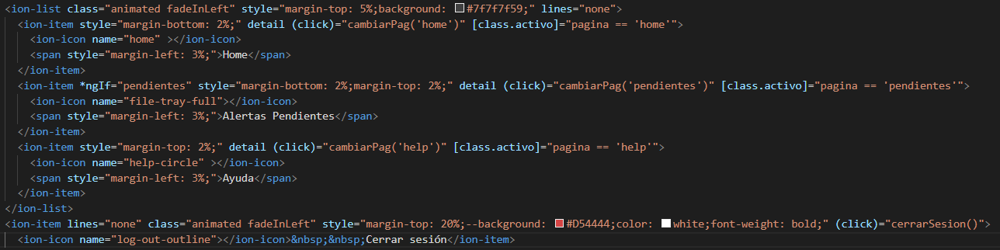 <ion-list class="animated fadeInLeft" style="margin-top: 5%;background: #7f7f7f59;" lines="none">
<ion-item style="margin-bottom: 2%;" detail (click)="cambiarPag('home')" [class.activo]="pagina == 'home'">
<ion-icon name="home" ></ion-icon>
<span style="margin-left: 3%;">Home</span>
</ion-item>
<ion-item *ngIf="pendientes" style="margin-bottom: 2%;margin-top: 2%;" detail (click)="cambiarPag('pendientes')" [class.activo]="pagina == 'pendientes'">
<ion-icon name="file-tray-full"></ion-icon>
<span style="margin-left: 3%;">Alertas Pendientes</span>
</ion-item>
<ion-item style="margin-top: 2%;" detail (click)="cambiarPag('help')" [class.activo]="pagina == 'help'">
<ion-icon name="help-circle" ></ion-icon>
<span style="margin-left: 3%;">Ayuda</span>
</ion-item>
</ion-list>
<ion-item lines="none" class="animated fadeInLeft" style="margin-top: 20%;--background: #D54444;color: white;font-weight: bold;" (click)="cerrarSesion()">
<ion-icon name="log-out-outline"></ion-icon>&nbsp;&nbsp;Cerrar sesión</ion-item>